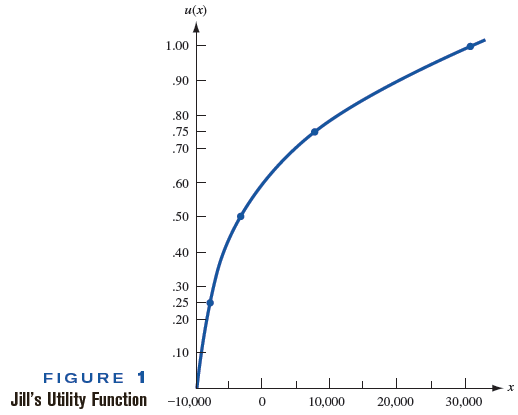 u(x)
1.00
.90
.80
.75
.70
.60
.50
.40
.30
.25
.20
.10
x
–10,000 0 10,000 20,000 30,000
FIGURE 1
Jill's Utility Function